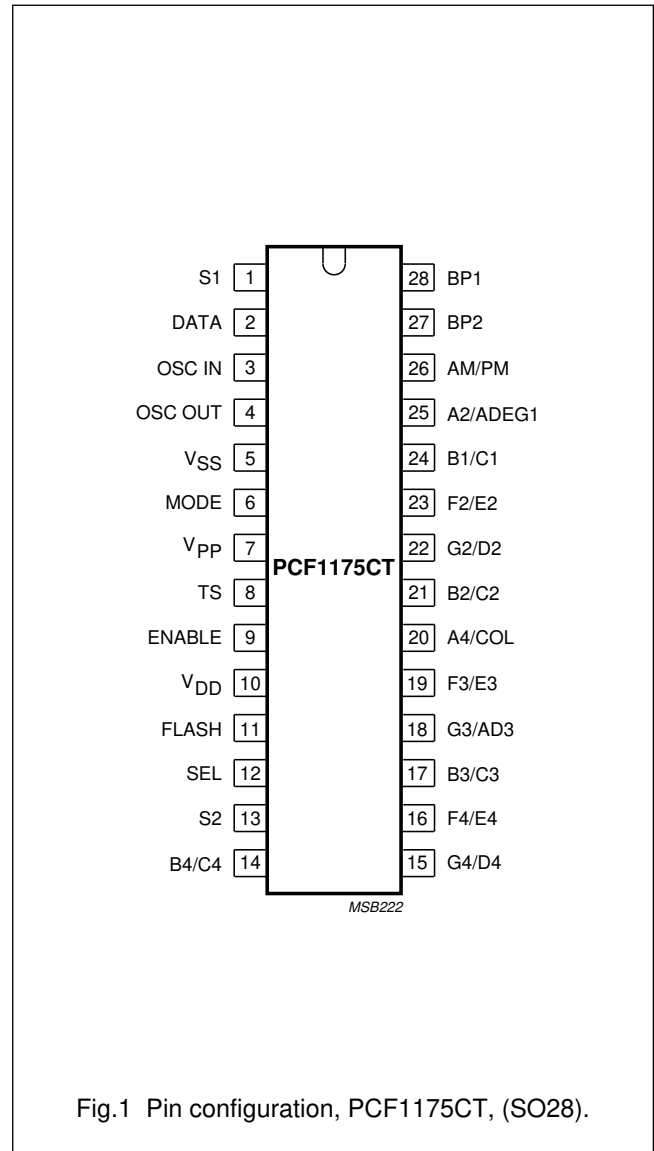 S1 1 28 BP1
DATA 2 27 BP2
OSC IN 3 26 AM/PM
OSC OUT 4 25 A2/ADEG1
VSS 5 24 B1/C1
MODE 6 23 F2/E2
VPP 7 22 G2/D2
PCF1175CT
TS 8 21 B2/C2
ENABLE 9 20 A4/COL
VDD 10 19 F3/E3
FLASH 11 18 G3/AD3
SEL 12 17 B3/C3
S2 13 16 F4/E4
B4/C4 14 15 G4/D4
MSB222
Fig.1 Pin configuration, PCF1175CT, (SO28).